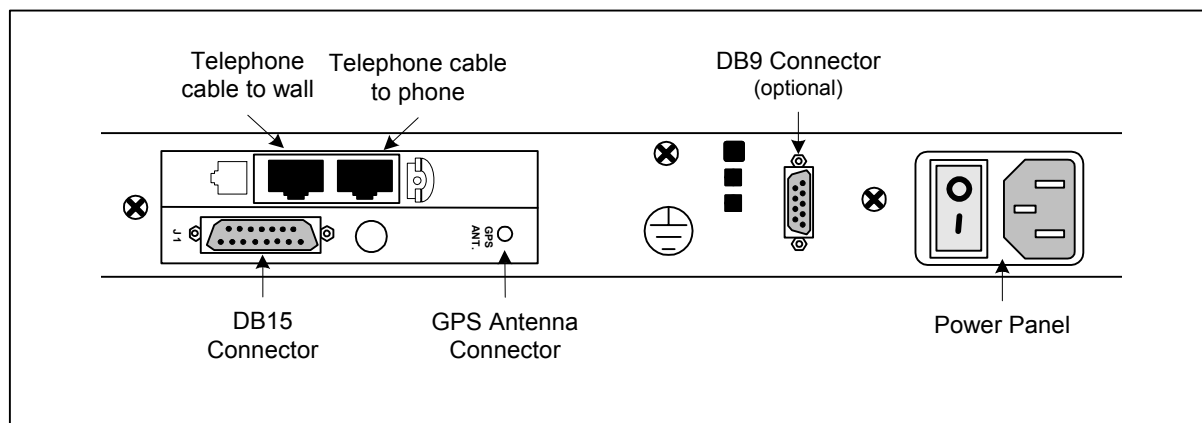 Telephone
cable to wall
Telephone cable
to phone
DB9 Connector
(optional)
J1
GPS
ANT.
DB15
Connector
GPS Antenna
Connector
Power Panel